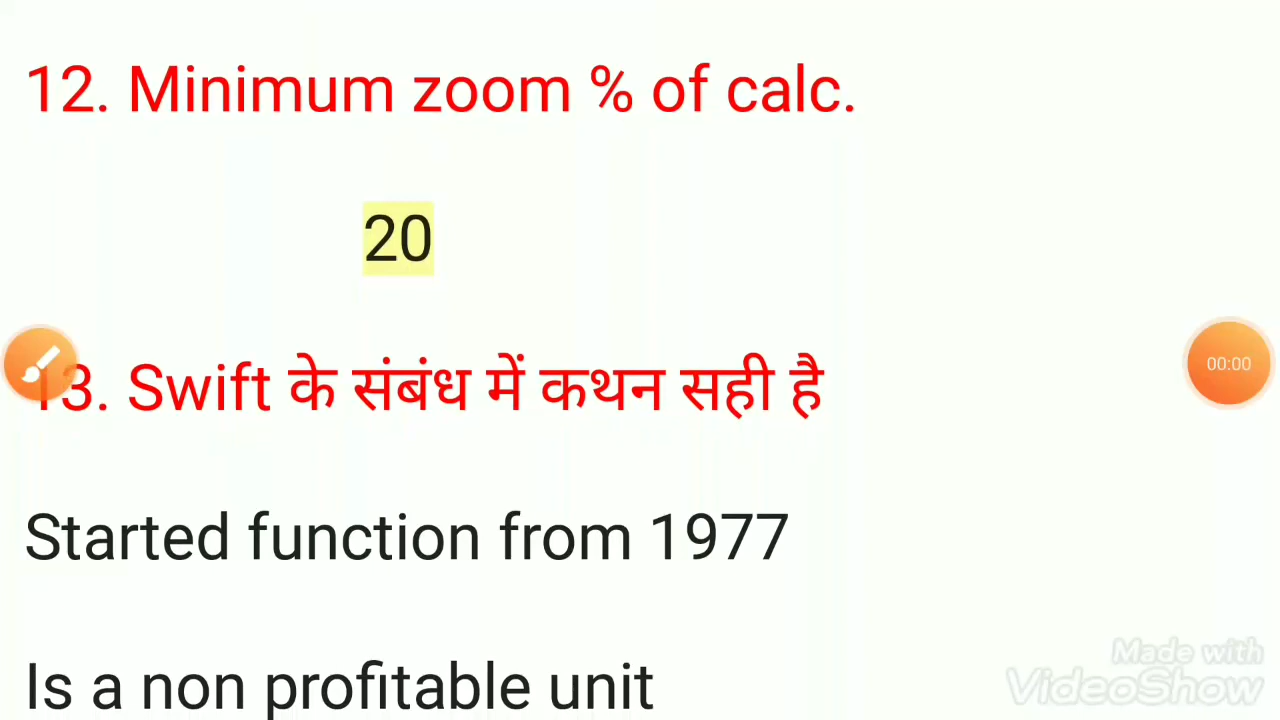 12. Minimum zoom % of calc.
20
13. Swift के संबंध में कथन सही है
00:00
Started function from 1977
Is a non profitable unit
Made with
VideoShow